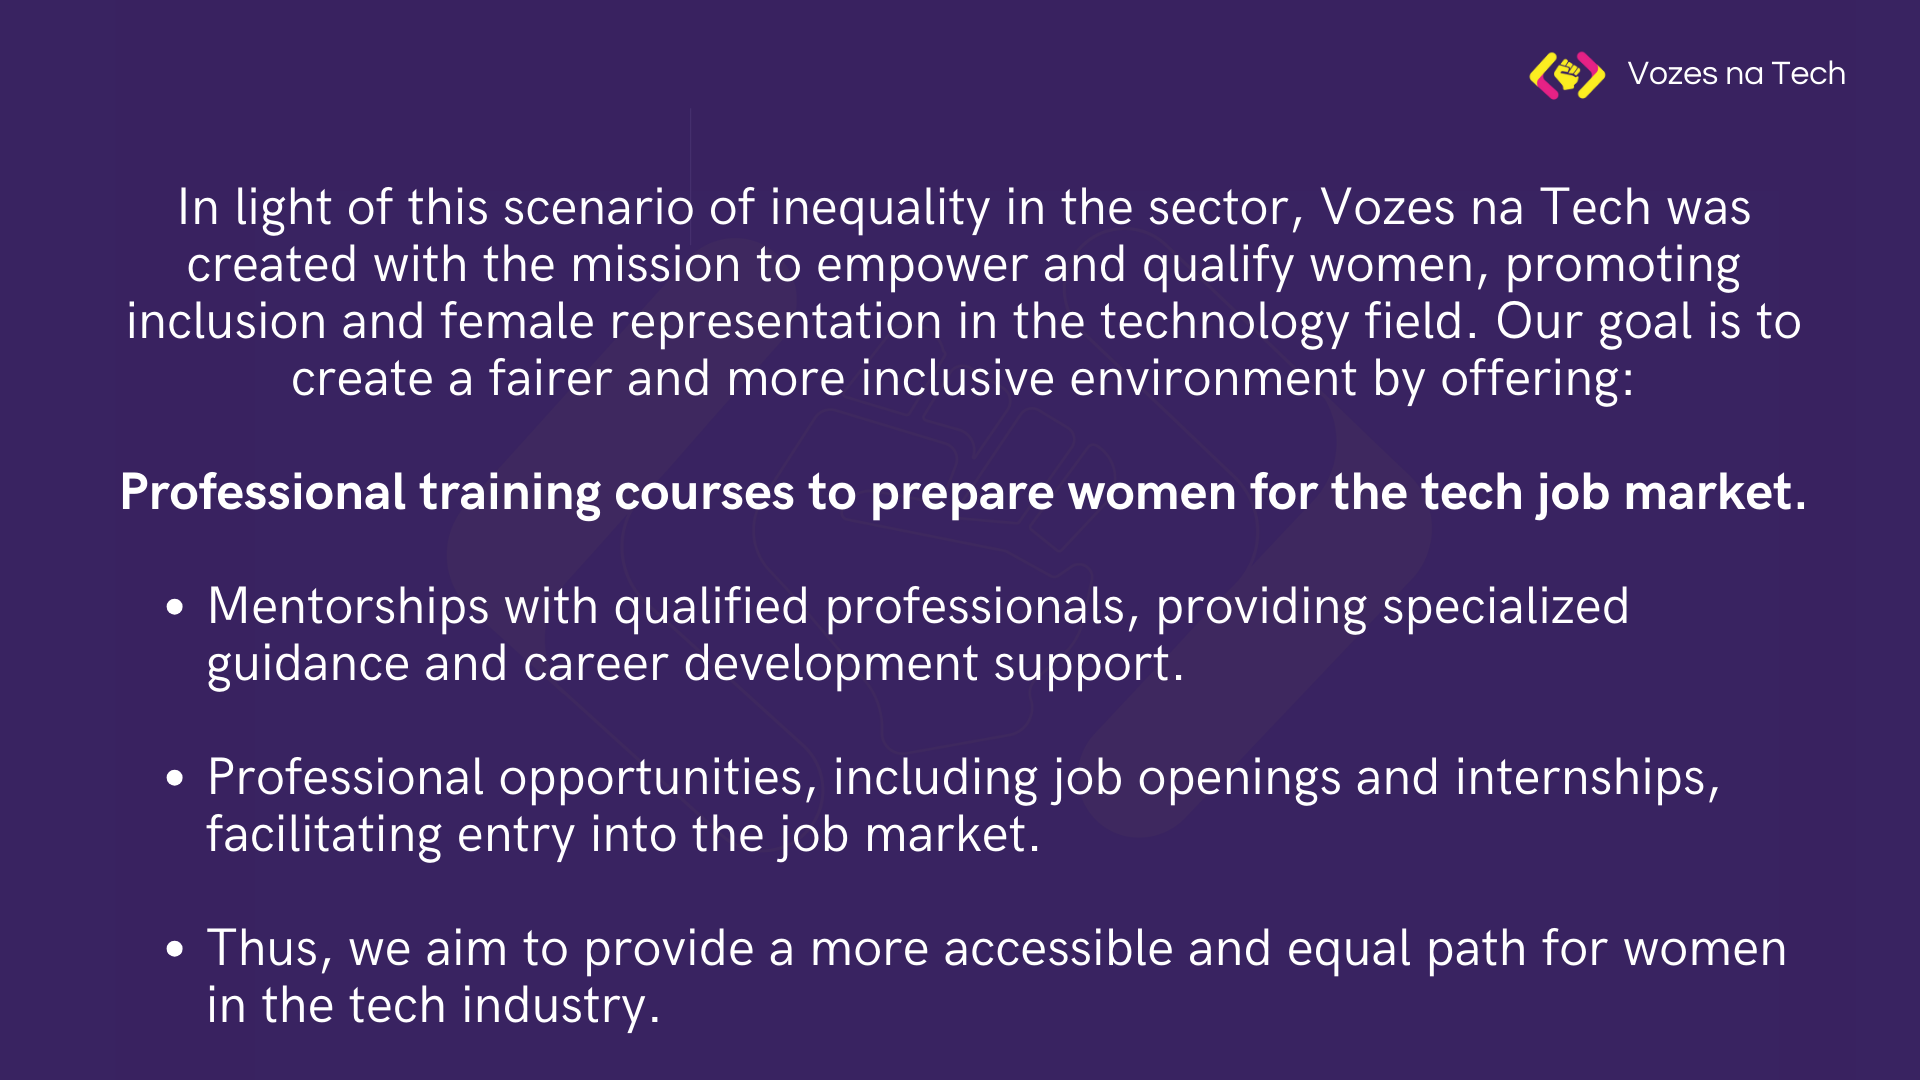 Vozes na Tech
In light of this scenario of inequality in the sector, Vozes na Tech was
created with the mission to empower and qualify women, promoting
inclusion and female representation in the technology field. Our goal is to
create a fairer and more inclusive environment by offering:
Professional training courses to prepare women for the tech job market.
• Mentorships with qualified professionals, providing specialized
guidance and career development support.
• Professional opportunities, including job openings and internships,
facilitating entry into the job market.
• Thus, we aim to provide a more accessible and equal path for women
in the tech industry.